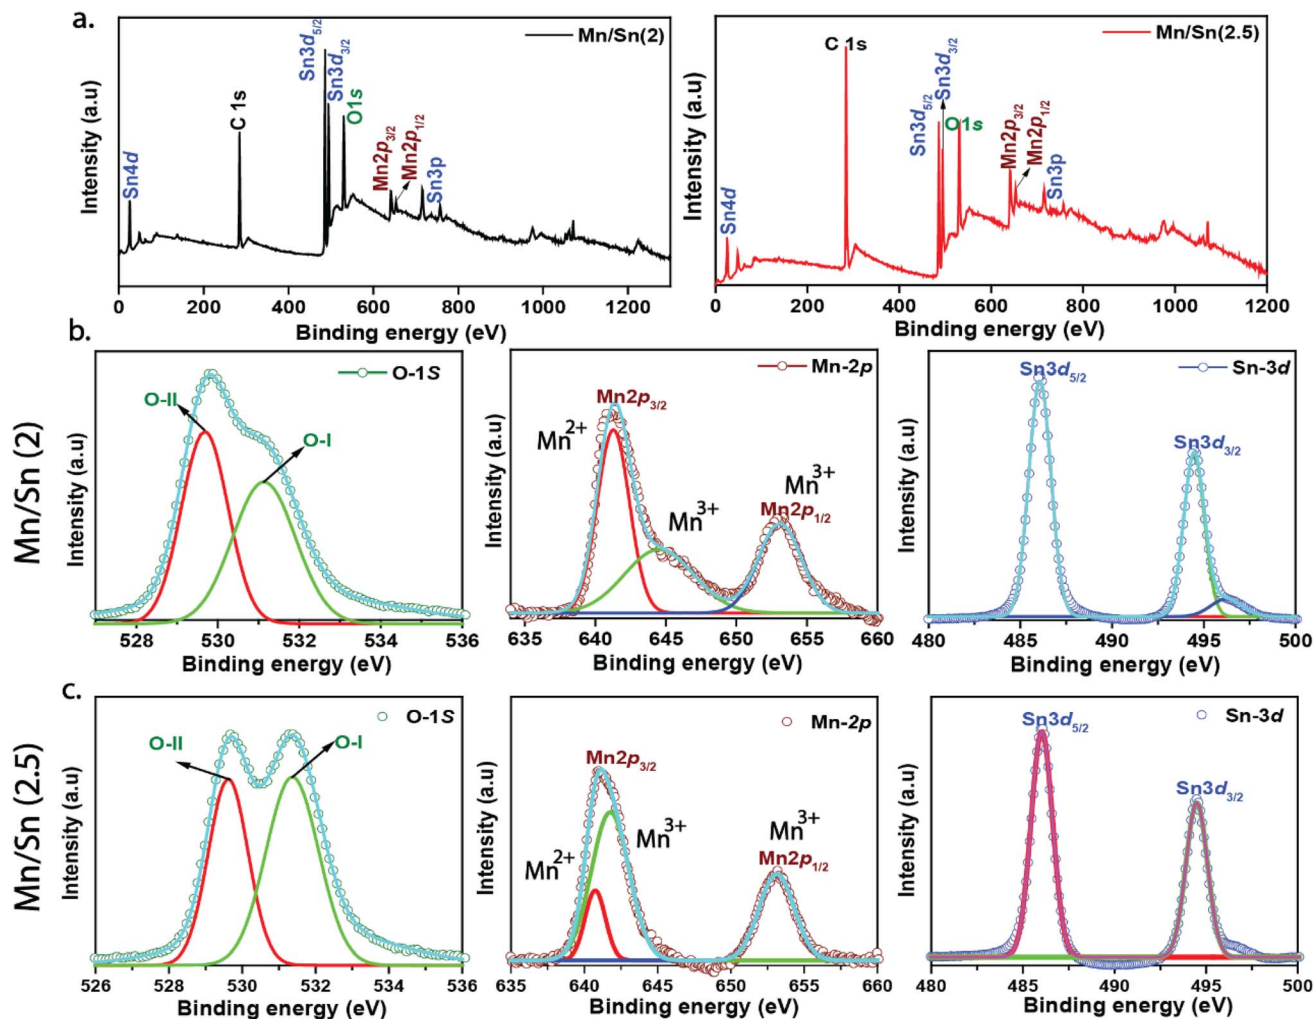 a.
Mn/Sn(2)
Sn4d
C 1s
Sn3d5/2
Sn3d3/2
O1s
Mn2p3/2
Mn2p1/2
Sn3p
Intensity (a.u)
0 200 400 600 800 1000 1200
Binding energy (eV)
Mn/Sn(2.5)
Sn4d
C 1s
Sn3d5/2
Sn3d3/2
O1s
Mn2p3/2
Mn2p1/2
Sn3p
Intensity (a.u)
0 200 400 600 800 1000 1200
Binding energy (eV)
b.
Mn/Sn (2)
O-1S
O-II
O-I
Intensity (a.u)
528 530 532 534 536
Binding energy (eV)
Mn-2p
Mn2p3/2
Mn2+
Mn3+
Mn3+
Mn2p1/2
Intensity (a.u)
635 640 645 650 655 660
Binding energy (eV)
Sn-3d
Sn3d5/2
Sn3d3/2
Intensity (a.u)
480 485 490 495 500
Binding energy (eV)
c.
Mn/Sn (2.5)
O-1S
O-II
O-I
Intensity (a.u)
526 528 530 532 534 536
Binding energy (eV)
Mn-2p
Mn2p3/2
Mn2+
Mn3+
Mn3+
Mn2p1/2
Intensity (a.u)
635 640 645 650 655 660
Binding energy (eV)
Sn-3d
Sn3d5/2
Sn3d3/2
Intensity (a.u)
480 485 490 495 500
Binding energy (eV)